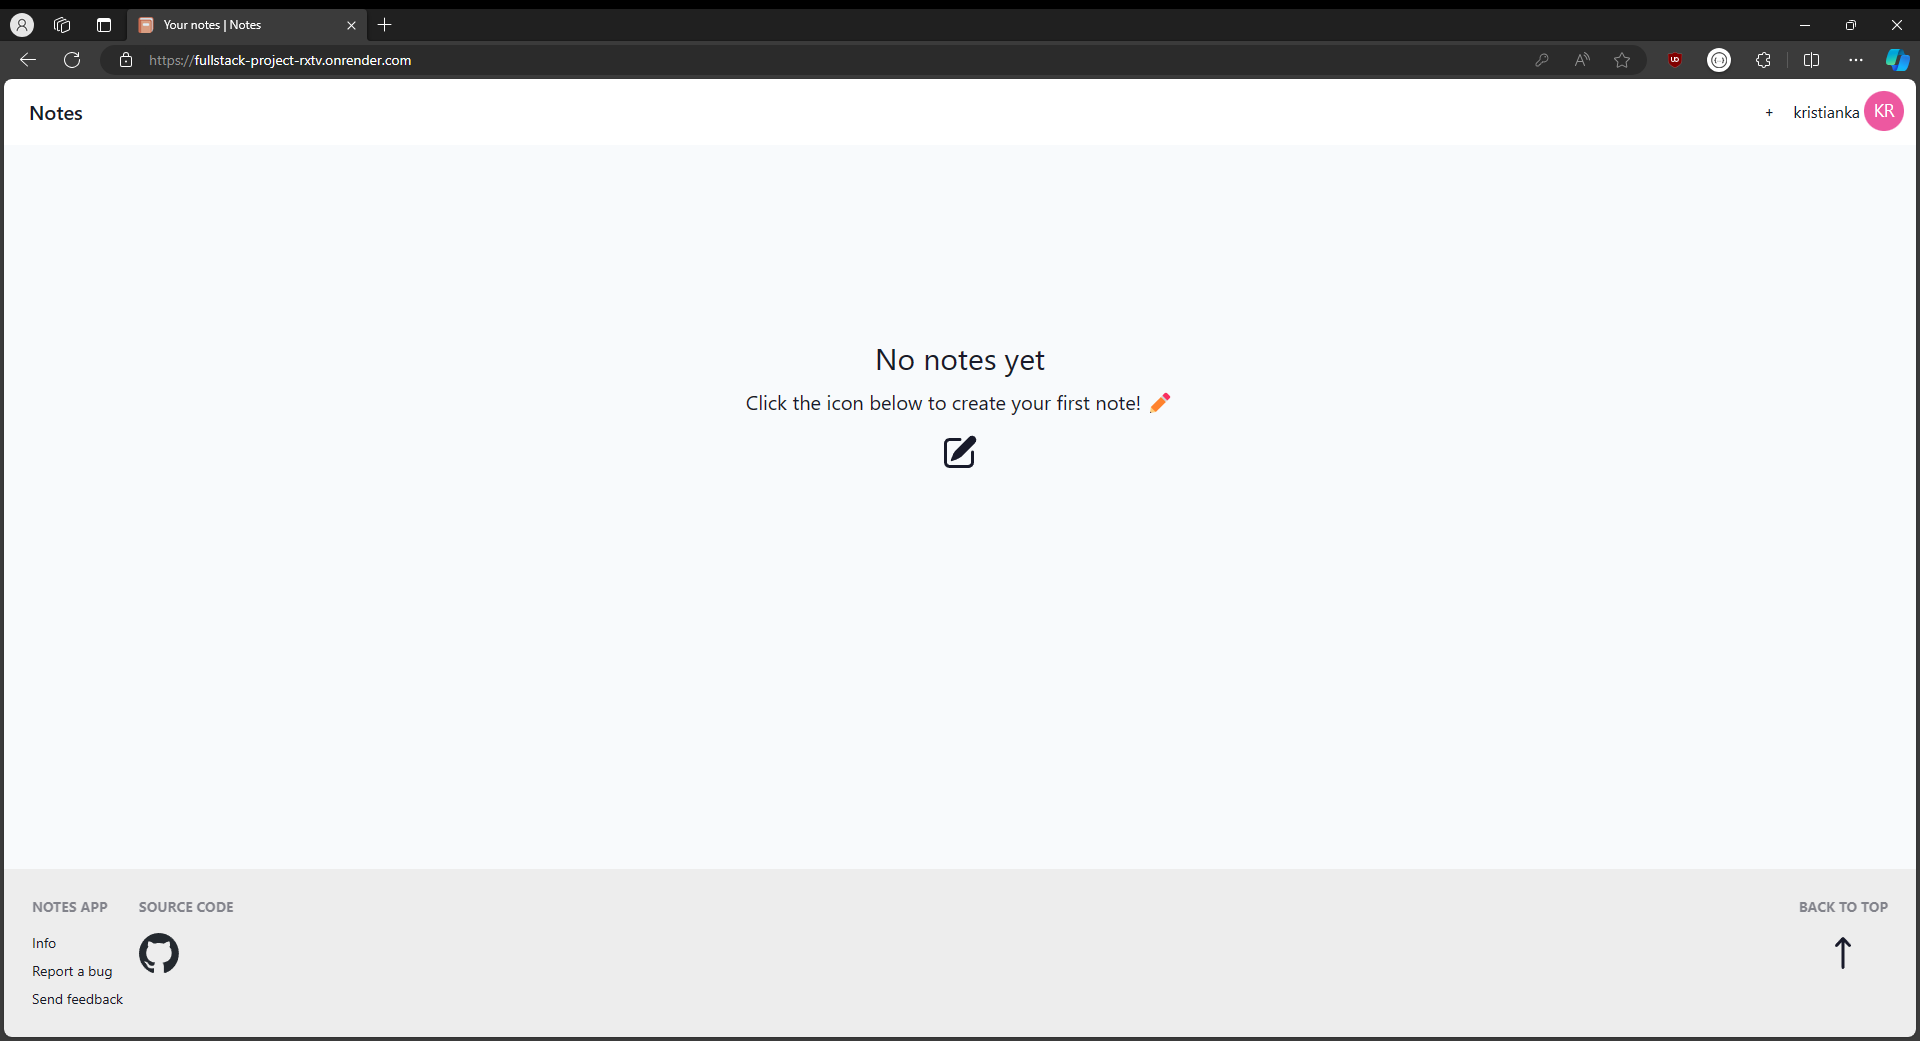 Your notes | Notes
https://fullstack-project-rxtv.onrender.com
Notes
+ kristianka KR
No notes yet
Click the icon below to create your first note! ✏️
NOTES APP
Info
Report a bug
Send feedback
SOURCE CODE
BACK TO TOP